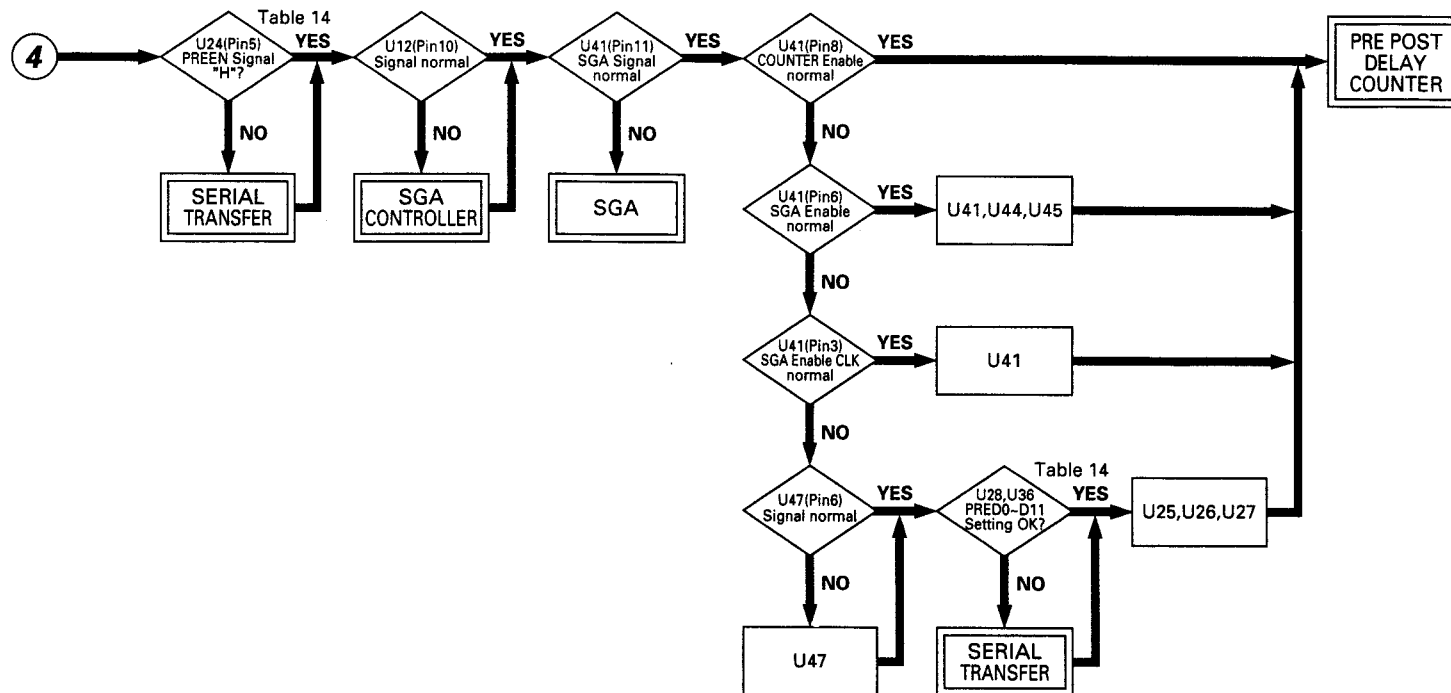 4
Table 14
U24(Pin5)
PREEN Signal
"H"?
YES
NO
SERIAL
TRANSFER
U12(Pin10)
Signal normal
YES
NO
SGA
CONTROLLER
U41(Pin11)
SGA Signal
normal
YES
NO
SGA
U41(Pin8)
COUNTER Enable
normal
YES
PRE POST
DELAY
COUNTER
NO
U41(Pin6)
SGA Enable
normal
YES
U41,U44,U45
NO
U41(Pin3)
SGA Enable CLK
normal
YES
U41
NO
U47(Pin6)
Signal normal
YES
NO
U47
Table 14
U28,U36
PRED0~D11
Setting OK?
YES
U25,U26,U27
NO
SERIAL
TRANSFER